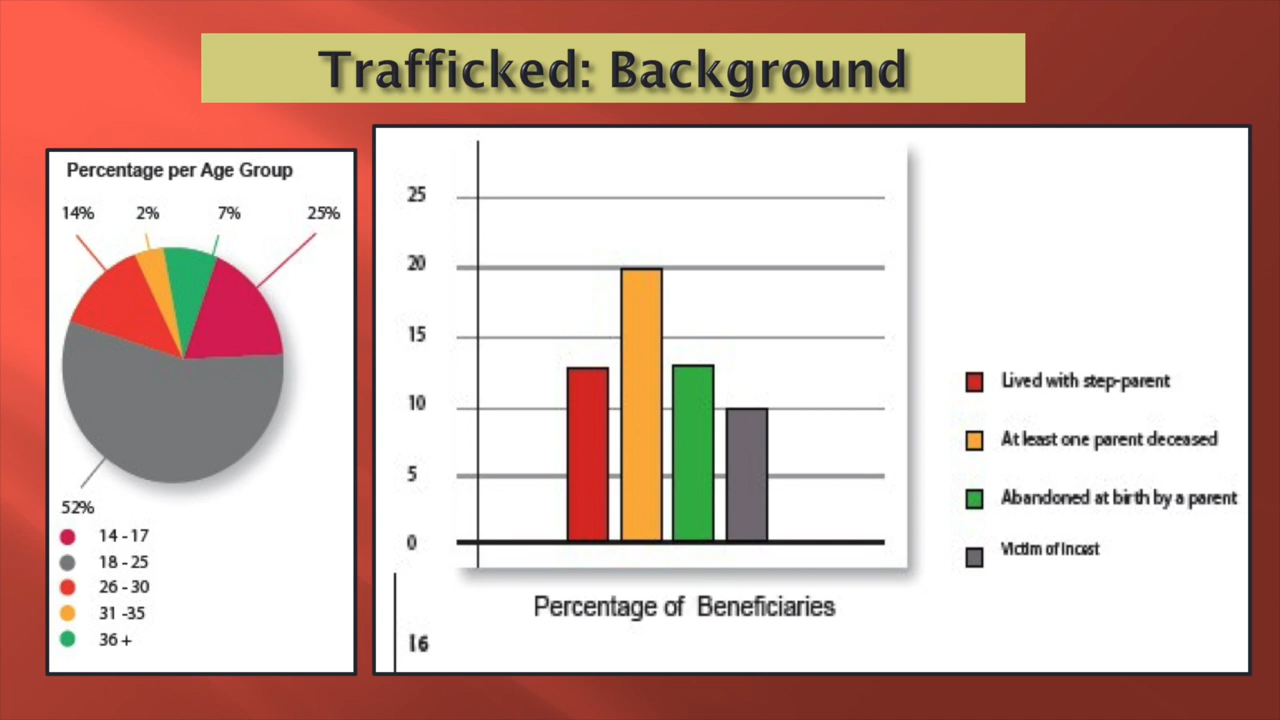 Trafficked: Background
Percentage per Age Group
14% 2% 7% 25%
52%
14 - 17
18 - 25
26 - 30
31 -35
36 +
25
20
15
10
5
0
Percentage of Beneficiaries
16
Lived with step-parent
At least one parent deceased
Abandoned at birth by a parent
Victim of incest